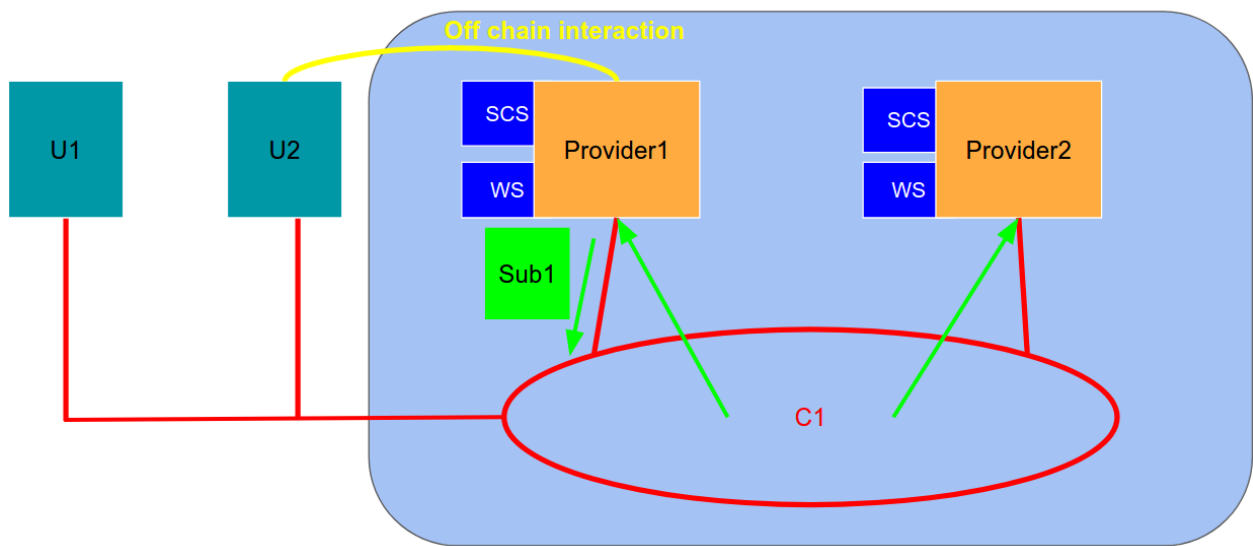 Off chain interaction
U1
U2
SCS
Provider1
WS
SCS
Provider2
WS
Sub1
C1